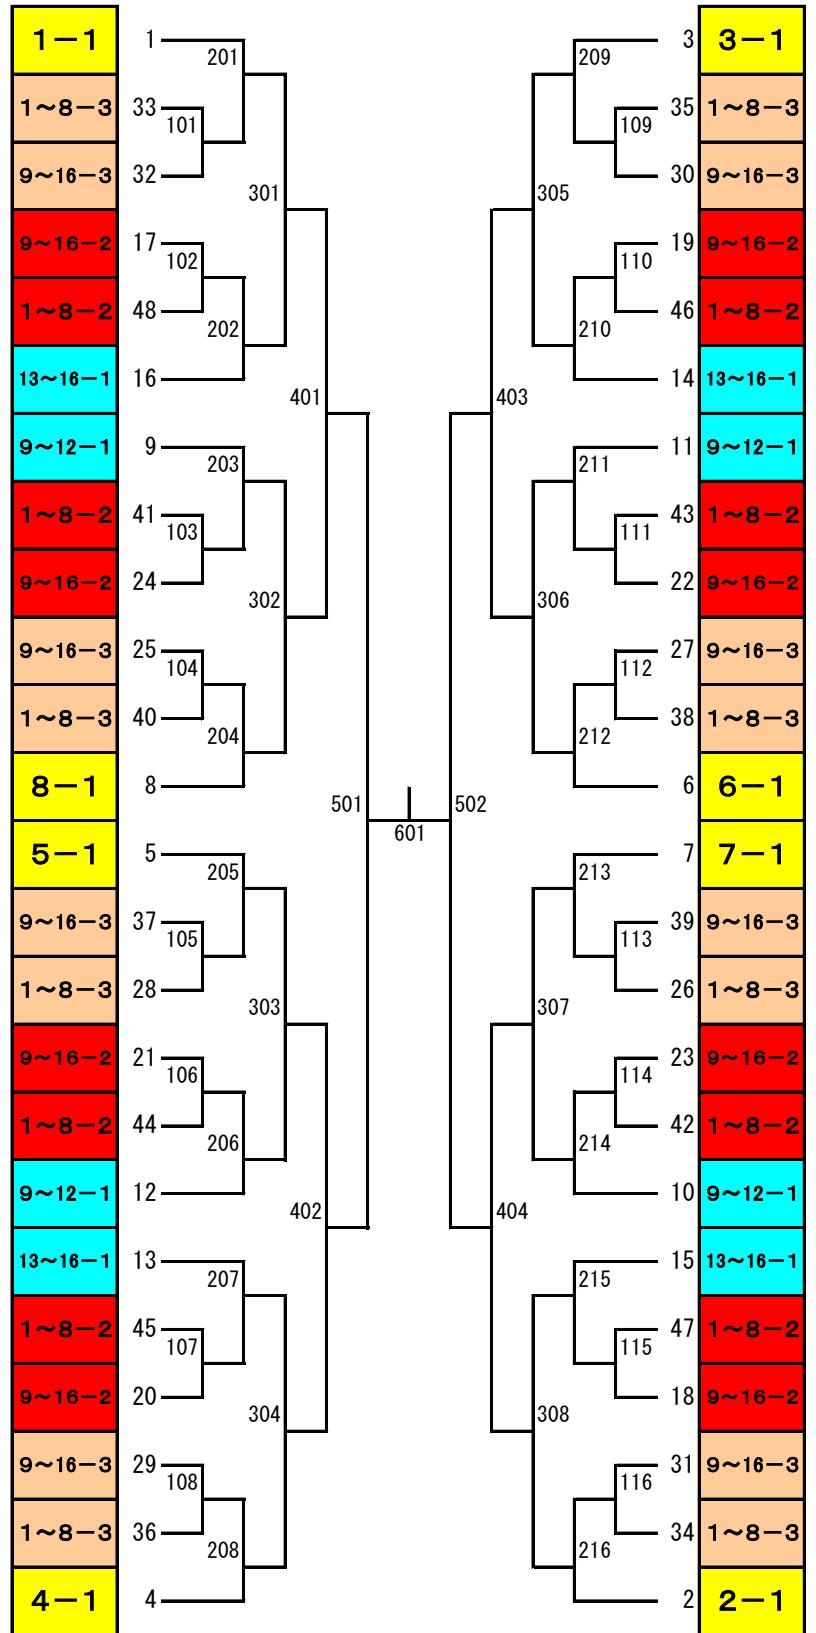 1－1 1 3 3－1
201 209
1～8－3 33 35 1～8－3
101 109
9～16－3 32 30 9～16－3
301 305
9～16－2 17 19 9～16－2
102 110
1～8－2 48 46 1～8－2
202 210
13～16－1 16 14 13～16－1
401 403
9～12－1 9 11 9～12－1
203 211
1～8－2 41 43 1～8－2
103 111
9～16－2 24 22 9～16－2
302 306
9～16－3 25 27 9～16－3
104 112
1～8－3 40 38 1～8－3
204 212
8－1 8 6 6－1
501 502
601
5－1 5 7 7－1
205 213
9～16－3 37 39 9～16－3
105 113
1～8－3 28 26 1～8－3
303 307
9～16－2 21 23 9～16－2
106 114
1～8－2 44 42 1～8－2
206 214
9～12－1 12 10 9～12－1
402 404
13～16－1 13 15 13～16－1
207 215
1～8－2 45 47 1～8－2
107 115
9～16－2 20 18 9～16－2
304 308
9～16－3 29 31 9～16－3
108 116
1～8－3 36 34 1～8－3
208 216
4－1 4 2 2－1